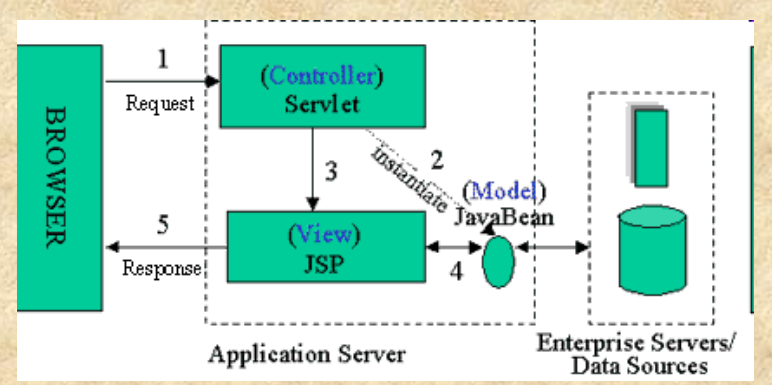 BROWSER
1
Request
(Controller)
Servlet
2
instantiate
3
(Model)
JavaBean
(View)
JSP
4
5
Response
Application Server
Enterprise Servers/
Data Sources